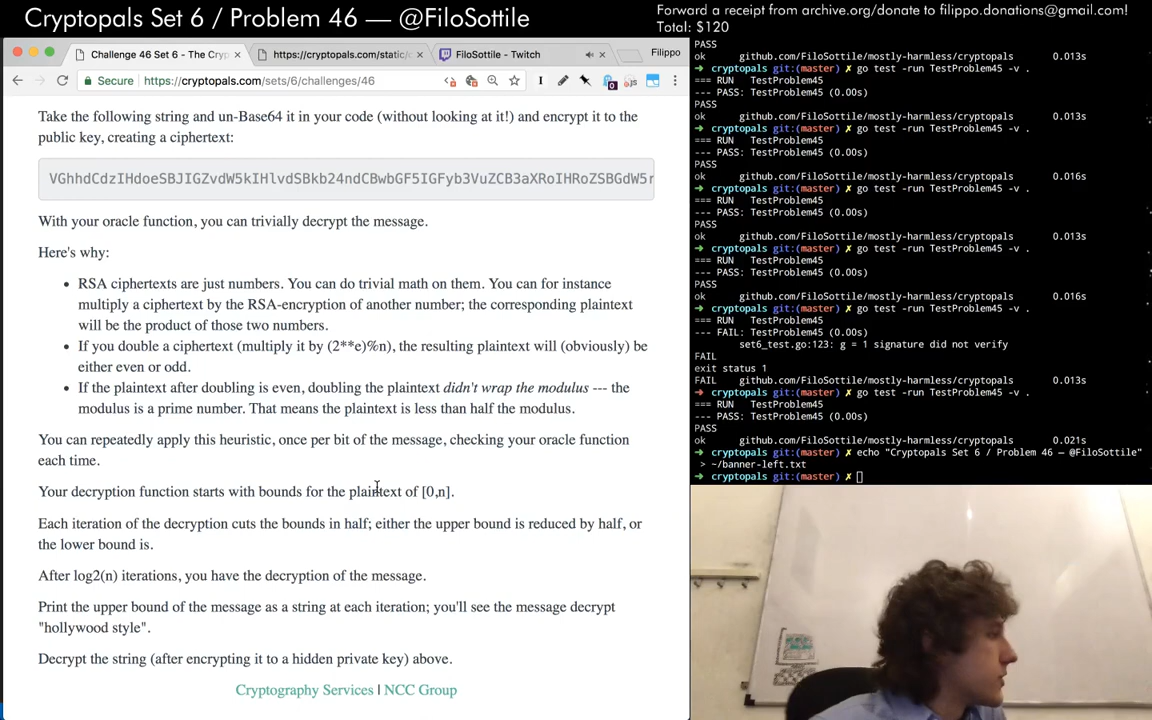 Cryptopals Set 6 / Problem 46 — @FiloSottile
Forward a receipt from archive.org/donate to filippo.donations@gmail.com!
Total: $120
Challenge 46 Set 6 - The Cryp
https://cryptopals.com/static/c
FiloSottile - Twitch
Filippo
Secure
https://cryptopals.com/sets/6/challenges/46
Take the following string and un-Base64 it in your code (without looking at it!) and encrypt it to the
public key, creating a ciphertext:
VGhhdCdzIHdoeSBJIGZvdW5kIHlvdSBkb24ndCBwbGF5IGFyb3VuZCB3aXRoIHRoZSBGdW5r
With your oracle function, you can trivially decrypt the message.
Here's why:
• RSA ciphertexts are just numbers. You can do trivial math on them. You can for instance
multiply a ciphertext by the RSA-encryption of another number; the corresponding plaintext
will be the product of those two numbers.
• If you double a ciphertext (multiply it by (2**e)%n), the resulting plaintext will (obviously) be
either even or odd.
• If the plaintext after doubling is even, doubling the plaintext didn't wrap the modulus --- the
modulus is a prime number. That means the plaintext is less than half the modulus.
You can repeatedly apply this heuristic, once per bit of the message, checking your oracle function
each time.
Your decryption function starts with bounds for the plaintext of [0,n].
Each iteration of the decryption cuts the bounds in half; either the upper bound is reduced by half, or
the lower bound is.
After log2(n) iterations, you have the decryption of the message.
Print the upper bound of the message as a string at each iteration; you'll see the message decrypt
"hollywood style".
Decrypt the string (after encrypting it to a hidden private key) above.
Cryptography Services | NCC Group
PASS
ok github.com/FiloSottile/mostly-harmless/cryptopals 0.013s
➜ cryptopals git:(master) ✗ go test -run TestProblem45 -v .
=== RUN TestProblem45
--- PASS: TestProblem45 (0.00s)
PASS
ok github.com/FiloSottile/mostly-harmless/cryptopals 0.013s
➜ cryptopals git:(master) ✗ go test -run TestProblem45 -v .
=== RUN TestProblem45
--- PASS: TestProblem45 (0.00s)
PASS
ok github.com/FiloSottile/mostly-harmless/cryptopals 0.016s
➜ cryptopals git:(master) ✗ go test -run TestProblem45 -v .
=== RUN TestProblem45
--- PASS: TestProblem45 (0.00s)
PASS
ok github.com/FiloSottile/mostly-harmless/cryptopals 0.013s
➜ cryptopals git:(master) ✗ go test -run TestProblem45 -v .
=== RUN TestProblem45
--- PASS: TestProblem45 (0.00s)
PASS
ok github.com/FiloSottile/mostly-harmless/cryptopals 0.016s
➜ cryptopals git:(master) ✗ go test -run TestProblem45 -v .
=== RUN TestProblem45
--- FAIL: TestProblem45 (0.00s)
set6_test.go:123: g = 1 signature did not verify
FAIL
exit status 1
FAIL github.com/FiloSottile/mostly-harmless/cryptopals 0.013s
➜ cryptopals git:(master) ✗ go test -run TestProblem45 -v .
=== RUN TestProblem45
--- PASS: TestProblem45 (0.00s)
PASS
ok github.com/FiloSottile/mostly-harmless/cryptopals 0.021s
➜ cryptopals git:(master) ✗ echo "Cryptopals Set 6 / Problem 46 — @FiloSottile"
> ~/banner-left.txt
➜ cryptopals git:(master) ✗